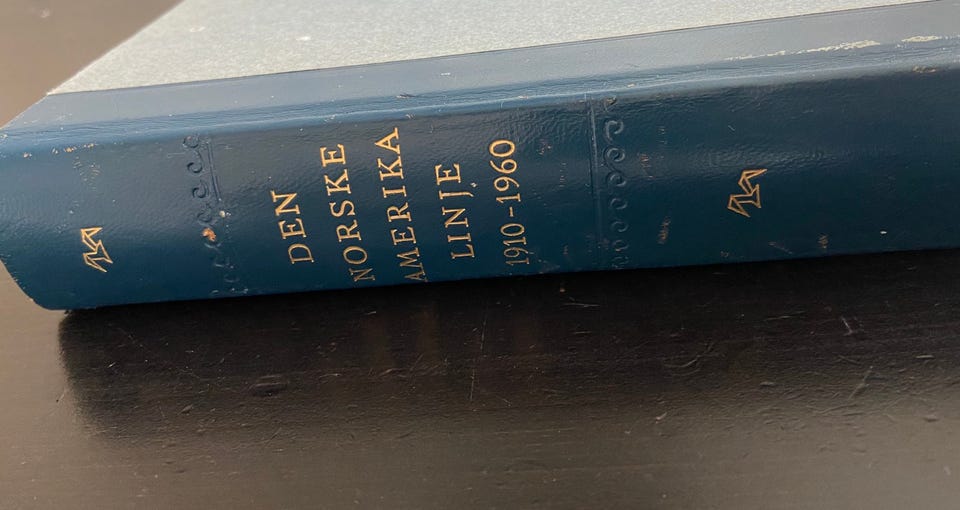 DEN
NORSKE
AMERIKA
LINJE
1910-1960